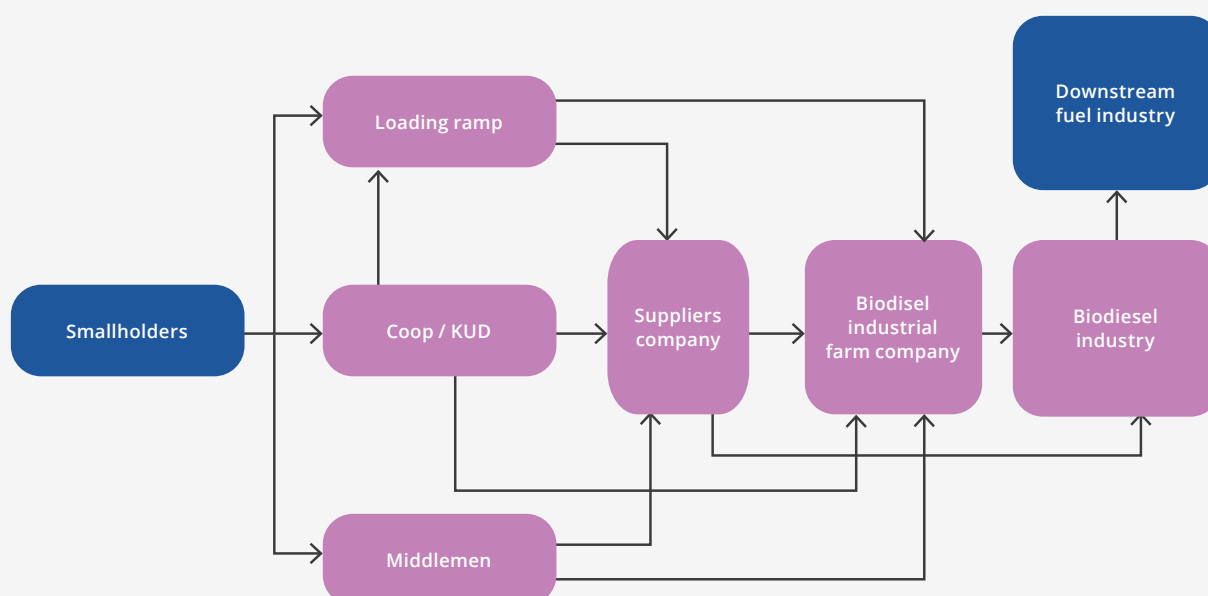 Downstream
fuel industry
Loading ramp
Smallholders
Coop / KUD
Suppliers
company
Biodisel
industrial
farm company
Biodiesel
industry
Middlemen